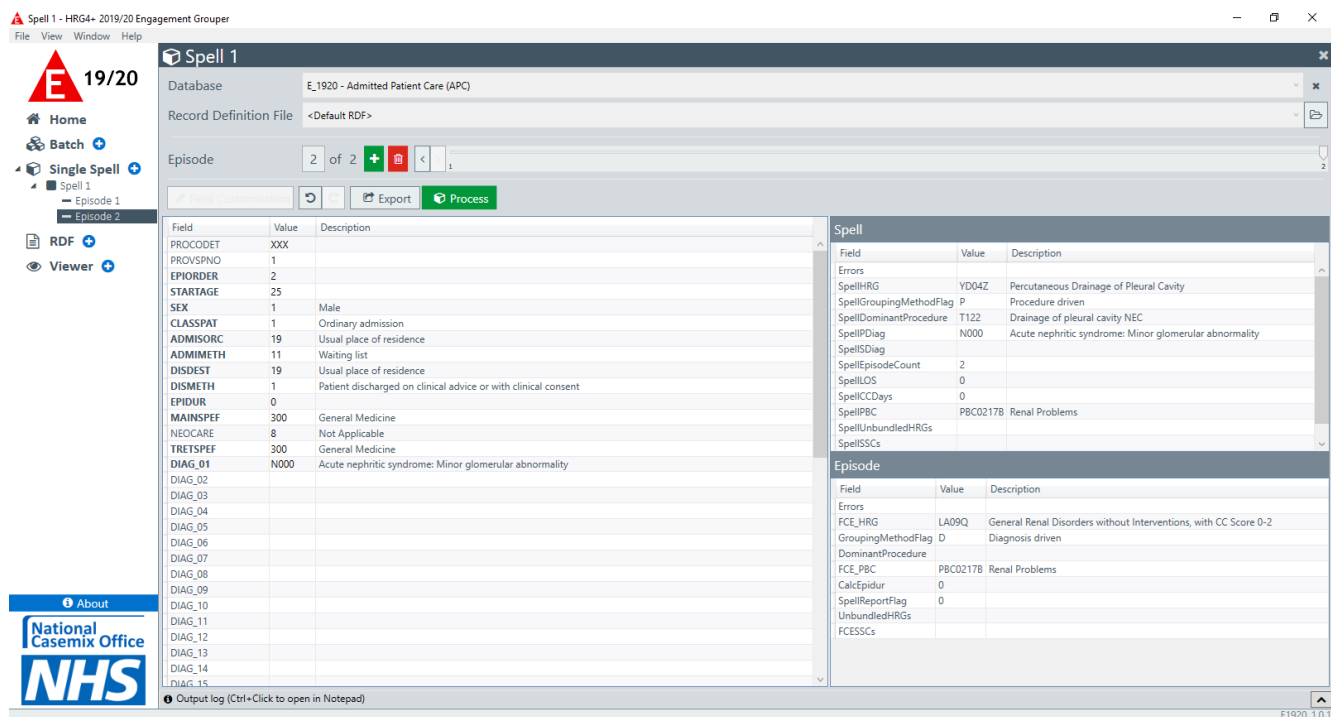 Spell 1 - HRG4+ 2019/20 Engagement Grouper
File View Window Help
E 19/20
Home
Batch
Single Spell
Spell 1
Episode 1
Episode 2
RDF
Viewer
About
National
Casemix Office
NHS
Spell 1
Database E_1920 - Admitted Patient Care (APC)
Record Definition File <Default RDF>
Episode 2 of 2 1 2
Export Process
Field Value Description
PROCODET XXX
PROVSPNO 1
EPIORDER 2
STARTAGE 25
SEX 1 Male
CLASSPAT 1 Ordinary admission
ADMISORC 19 Usual place of residence
ADMIMETH 11 Waiting list
DISDEST 19 Usual place of residence
DISMETH 1 Patient discharged on clinical advice or with clinical consent
EPIDUR 0
MAINSPEF 300 General Medicine
NEOCARE 8 Not Applicable
TRETSPEF 300 General Medicine
DIAG_01 N000 Acute nephritic syndrome: Minor glomerular abnormality
DIAG_02
DIAG_03
DIAG_04
DIAG_05
DIAG_06
DIAG_07
DIAG_08
DIAG_09
DIAG_10
DIAG_11
DIAG_12
DIAG_13
DIAG_14
DIAG_15
Spell
Field Value Description
Errors
SpellHRG YD04Z Percutaneous Drainage of Pleural Cavity
SpellGroupingMethodFlag P Procedure driven
SpellDominantProcedure T122 Drainage of pleural cavity NEC
SpellPDiag N000 Acute nephritic syndrome: Minor glomerular abnormality
SpellSDiag
SpellEpisodeCount 2
SpellLOS 0
SpellCCDays 0
SpellPBC PBC0217B Renal Problems
SpellUnbundledHRGs
SpellSSCs
Episode
Field Value Description
Errors
FCE_HRG LA09Q General Renal Disorders without Interventions, with CC Score 0-2
GroupingMethodFlag D Diagnosis driven
DominantProcedure
FCE_PBC PBC0217B Renal Problems
CalcEpidur 0
SpellReportFlag 0
UnbundledHRGs
FCESSCs
Output log (Ctrl+Click to open in Notepad)
E1920_1.0.1